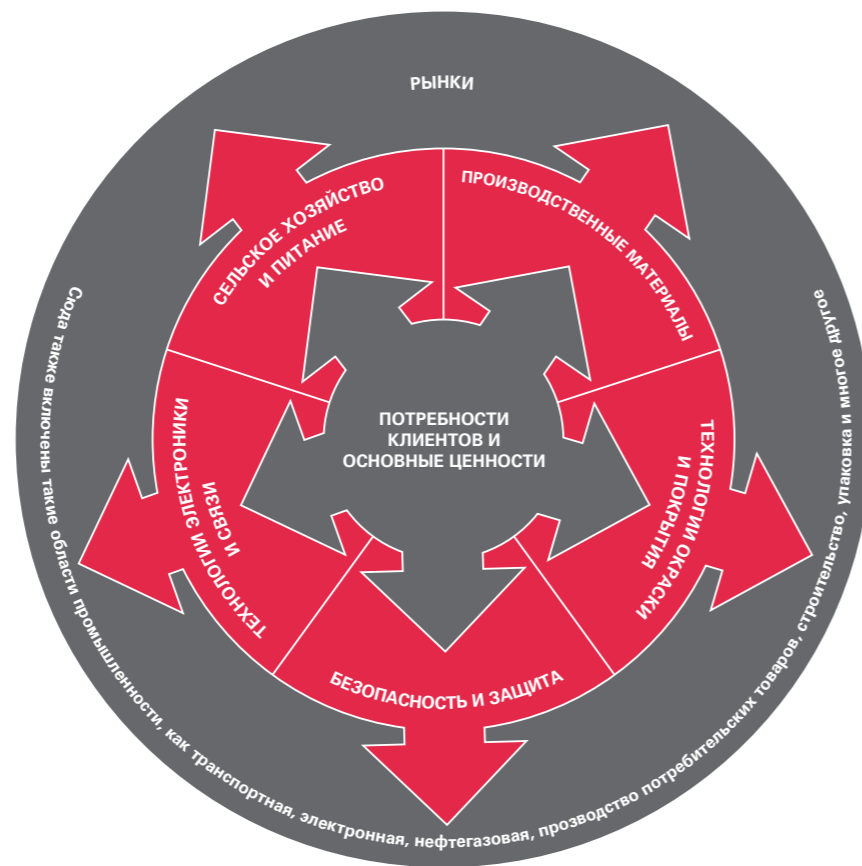 РЫНКИ
СЕЛЬСКОЕ ХОЗЯЙСТВО
И ПИТАНИЕ
ПРОИЗВОДСТВЕННЫЕ МАТЕРИАЛЫ
ТЕХНОЛОГИИ ЭЛЕКТРОНИКИ
И СВЯЗИ
ПОТРЕБНОСТИ
КЛИЕНТОВ И
ОСНОВНЫЕ ЦЕННОСТИ
ТЕХНОЛОГИИ ОКРАСКИ
И ПОКРЫТИЯ
БЕЗОПАСНОСТЬ И ЗАЩИТА
Сюда также включены такие области промышленности, как транспортная, электронная, нефтегазовая, прозводство потребительских товаров, строительство, упаковка и многое другое